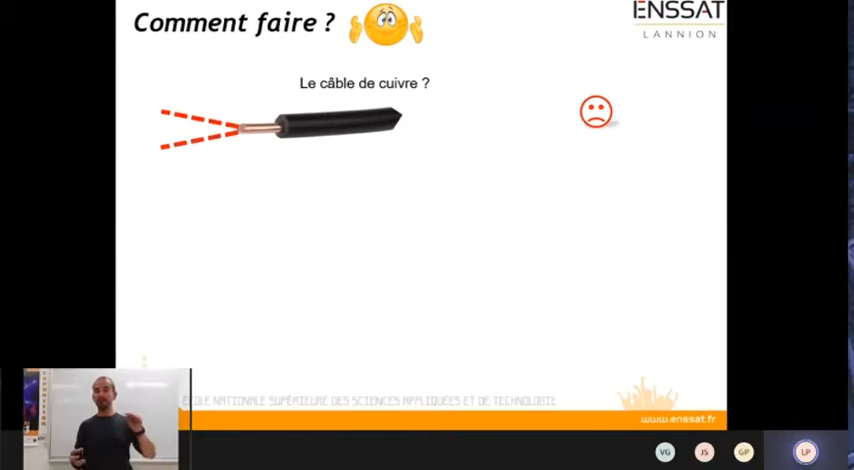 Comment faire ?
ENSSAT
LANNION
Le câble de cuivre ?
ÉCOLE NATIONALE SUPÉRIEURE DES SCIENCES APPLIQUÉES ET DE TECHNOLOGIE
www.enssat.fr
VG
JS
GP
LP